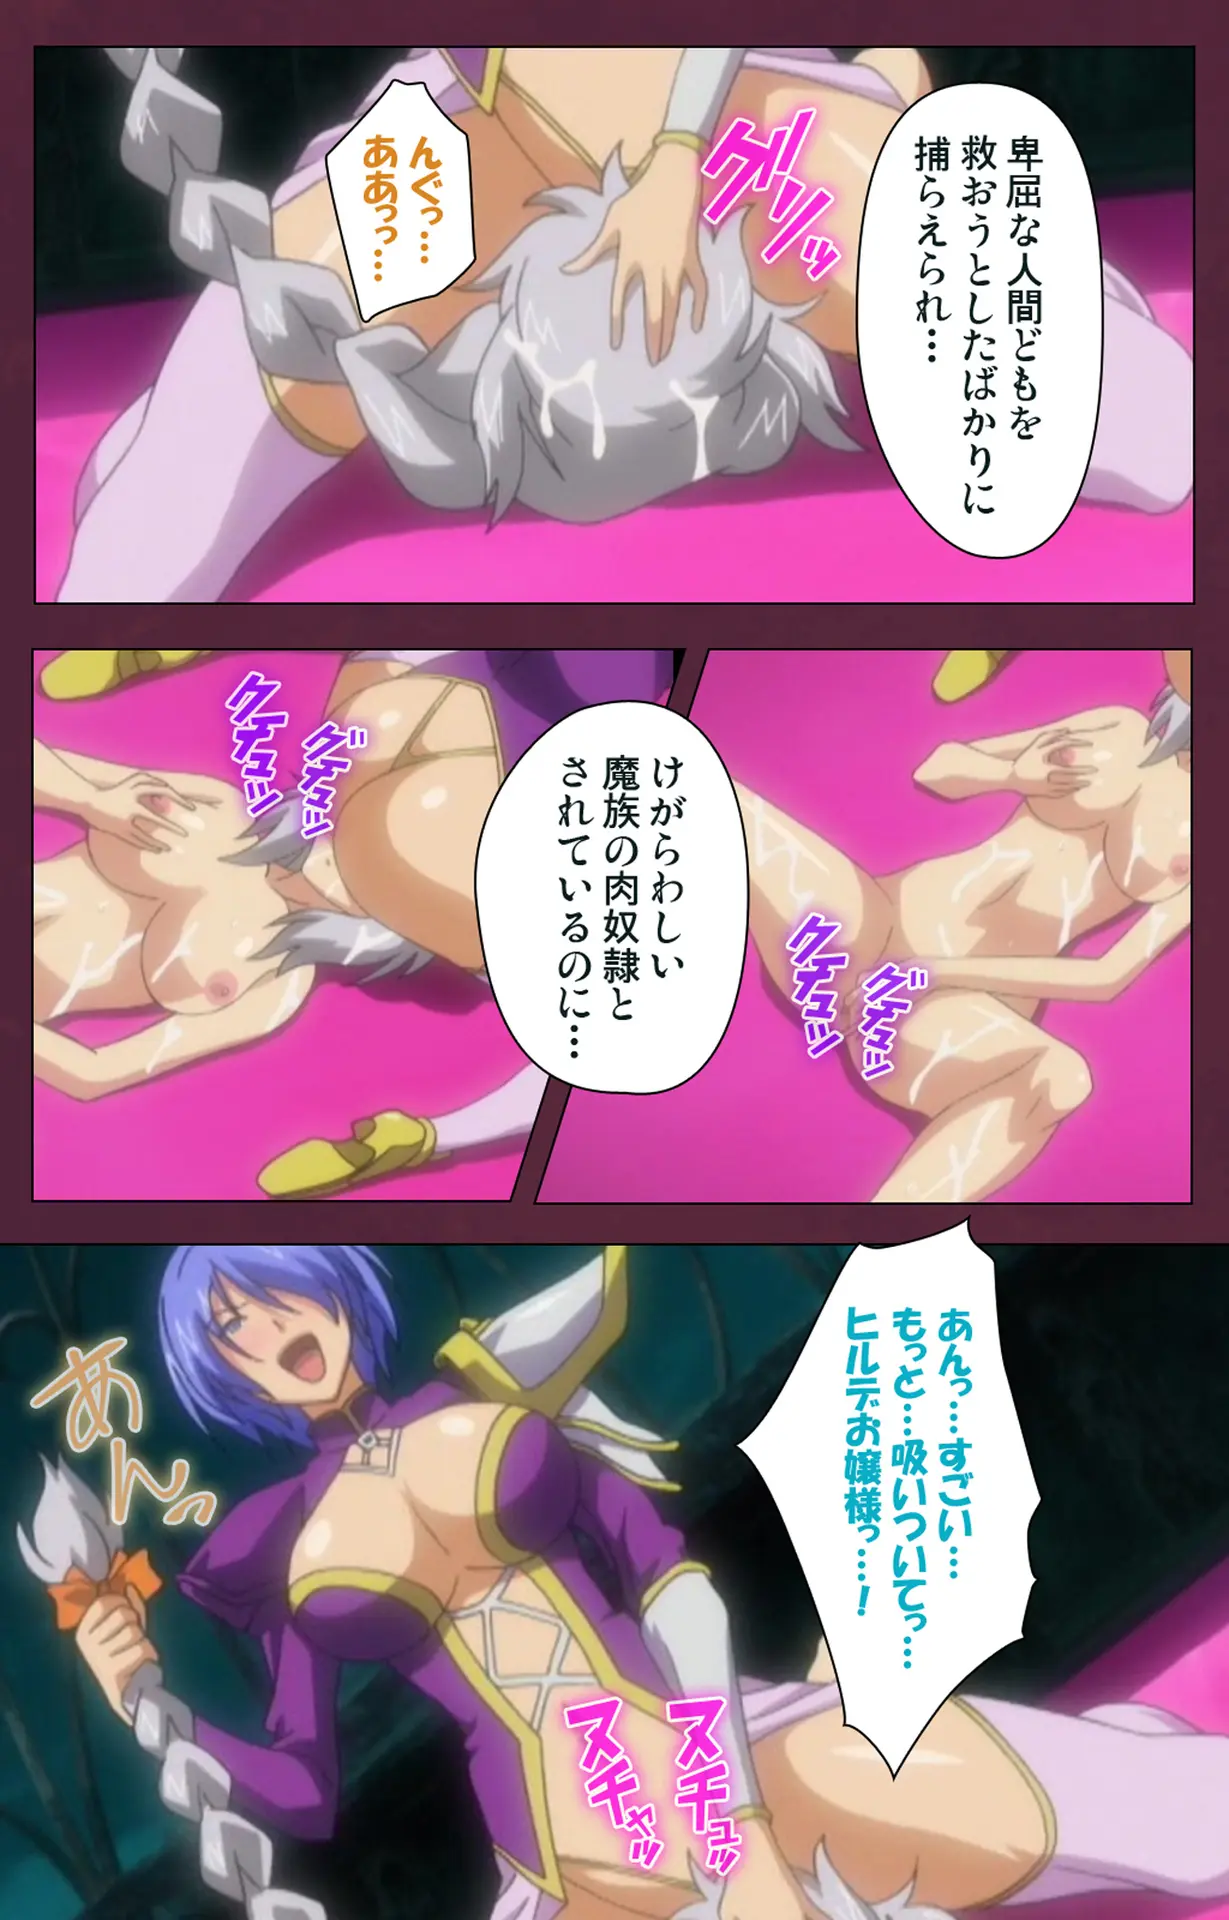 卑屈な人間どもを
救おうとしたばかりに
捕らえられ…
グリッ
んぐっ…
ああっっ…
けがらわしい
魔族の肉奴隷と
されているのに…
グチュッ
クチュッ
グチュッ
クチュッ
あんっ…すごい…
もっと…吸いついてっ…
ヒルデお嬢様っ…！
あんっ
ヌチュッ
ヌチャッ